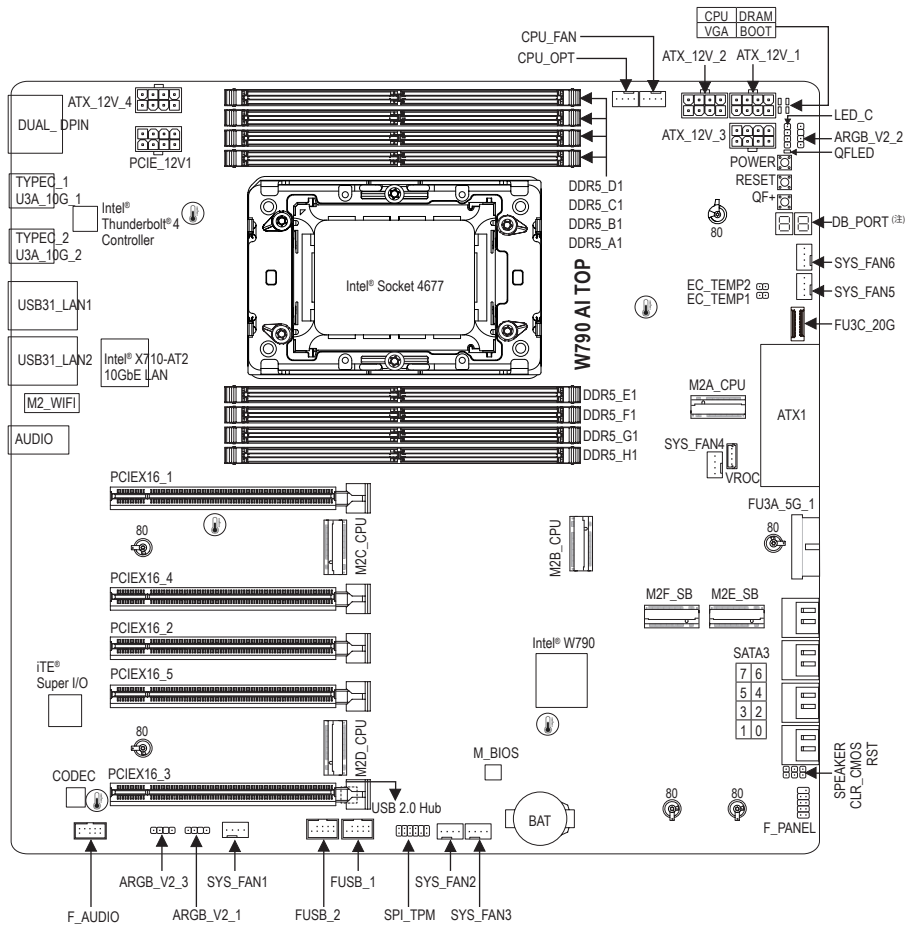 CPU DRAM
VGA BOOT
CPU_FAN
CPU_OPT
ATX_12V_2
ATX_12V_1
ATX_12V_4
DUAL_DPIN
PCIE_12V1
LED_C
ATX_12V_3
ARGB_V2_2
QFLED
POWER
RESET
QF+
TYPEC_1
U3A_10G_1
Intel® Thunderbolt® 4 Controller
DDR5_D1
DDR5_C1
DDR5_B1
DDR5_A1
80
DB_PORT (注)
TYPEC_2
U3A_10G_2
SYS_FAN6
Intel® Socket 4677
EC_TEMP2
EC_TEMP1
SYS_FAN5
USB31_LAN1
FU3C_20G
W790 AI TOP
USB31_LAN2
Intel® X710-AT2
10GbE LAN
M2_WIFI
DDR5_E1
DDR5_F1
DDR5_G1
DDR5_H1
M2A_CPU
ATX1
AUDIO
SYS_FAN4
VROC
PCIEX16_1
FU3A_5G_1
80
80
M2C_CPU
M2B_CPU
PCIEX16_4
M2F_SB
M2E_SB
PCIEX16_2
Intel® W790
SATA3
7 6
5 4
3 2
1 0
iTE®
Super I/O
PCIEX16_5
80
M2D_CPU
M_BIOS
CODEC
PCIEX16_3
USB 2.0 Hub
SPEAKER
CLR_CMOS
RST
80
80
BAT
F_PANEL
ARGB_V2_3
SYS_FAN1
FUSB_1
SYS_FAN2
F_AUDIO
ARGB_V2_1
FUSB_2
SPI_TPM
SYS_FAN3